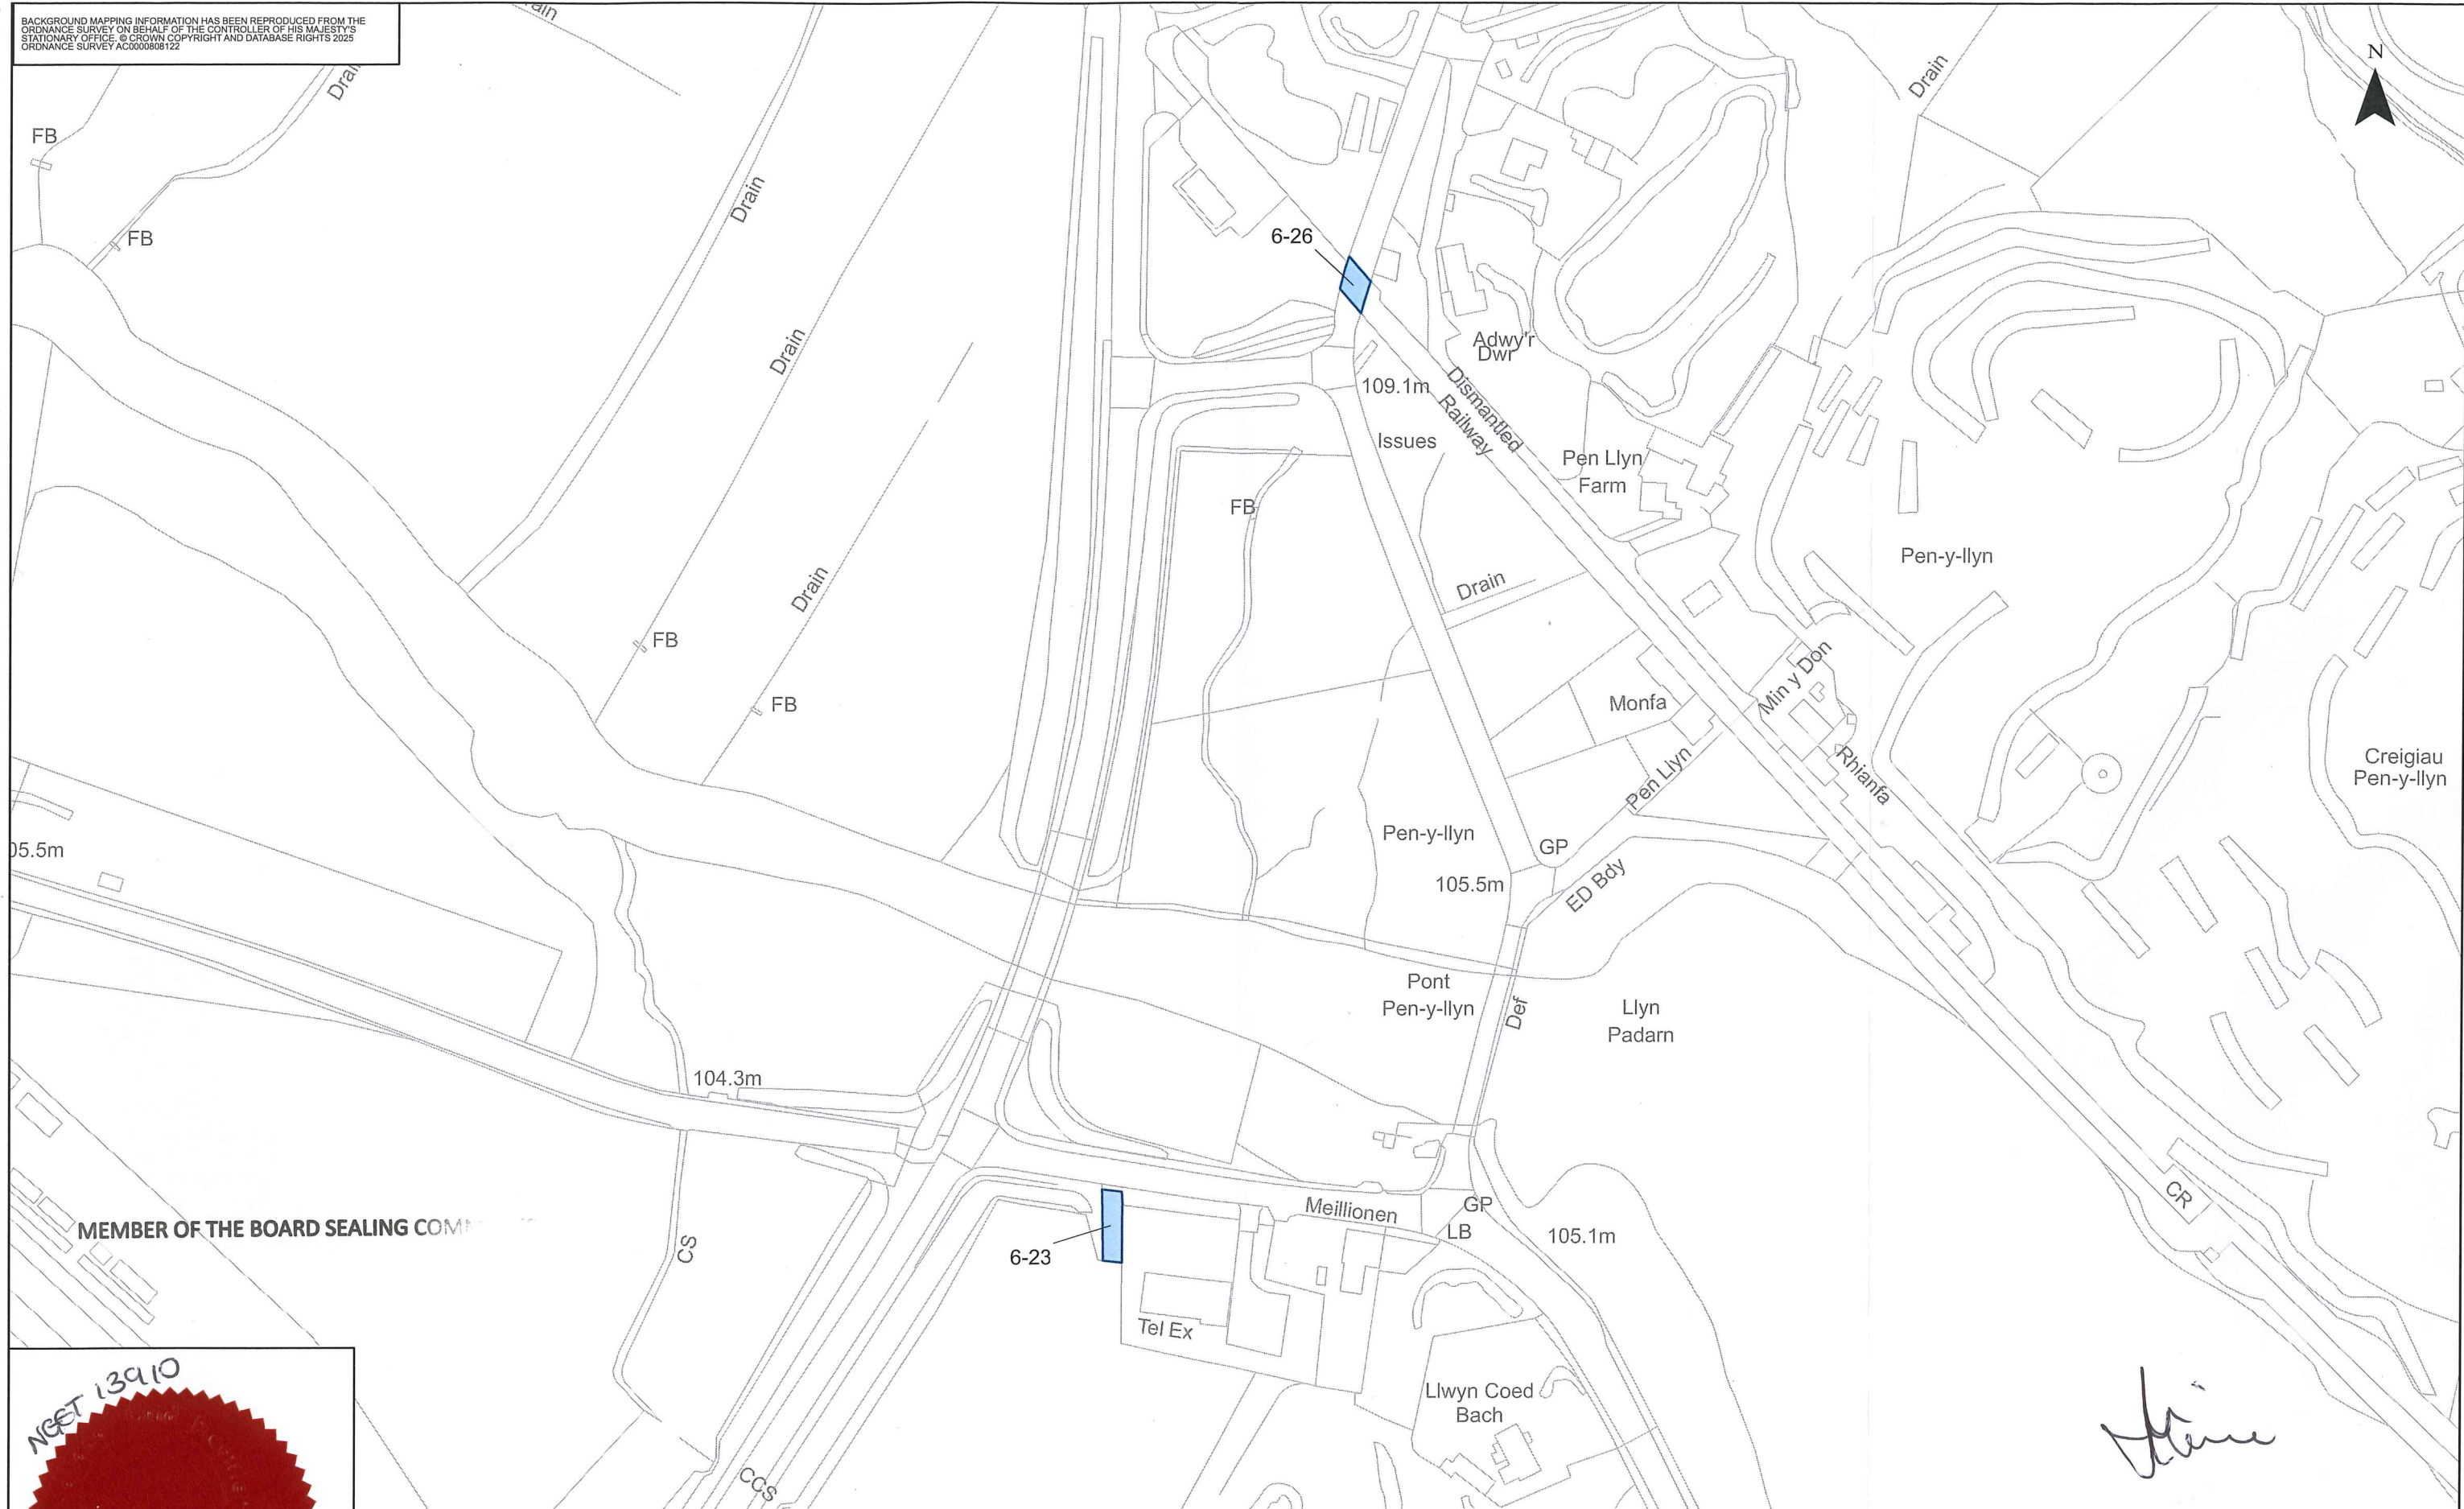 BACKGROUND MAPPING INFORMATION HAS BEEN REPRODUCED FROM THE
ORDNANCE SURVEY ON BEHALF OF THE CONTROLLER OF HIS MAJESTY'S
STATIONARY OFFICE. © CROWN COPYRIGHT AND DATABASE RIGHTS 2025
ORDNANCE SURVEY AC0000808122
N
Drain
Drain
FB
FB
Drain
6-26
Drain
Adwy'r
Dwr
109.1m
Dismantled
Railway
Issues
Pen Llyn
Farm
FB
Pen-y-llyn
Drain
Drain
FB
FB
Monfa
Min y Don
Rhianfa
Pen Llyn
Creigiau
Pen-y-llyn
Pen-y-llyn
GP
05.5m
105.5m
ED Bdy
Pont
Pen-y-llyn
Def
Llyn
Padarn
104.3m
CR
Meillionen
GP
LB
105.1m
MEMBER OF THE BOARD SEALING COMM
CS
6-23
Tel Ex
Llwyn Coed
Bach
NGET 13910
CCS